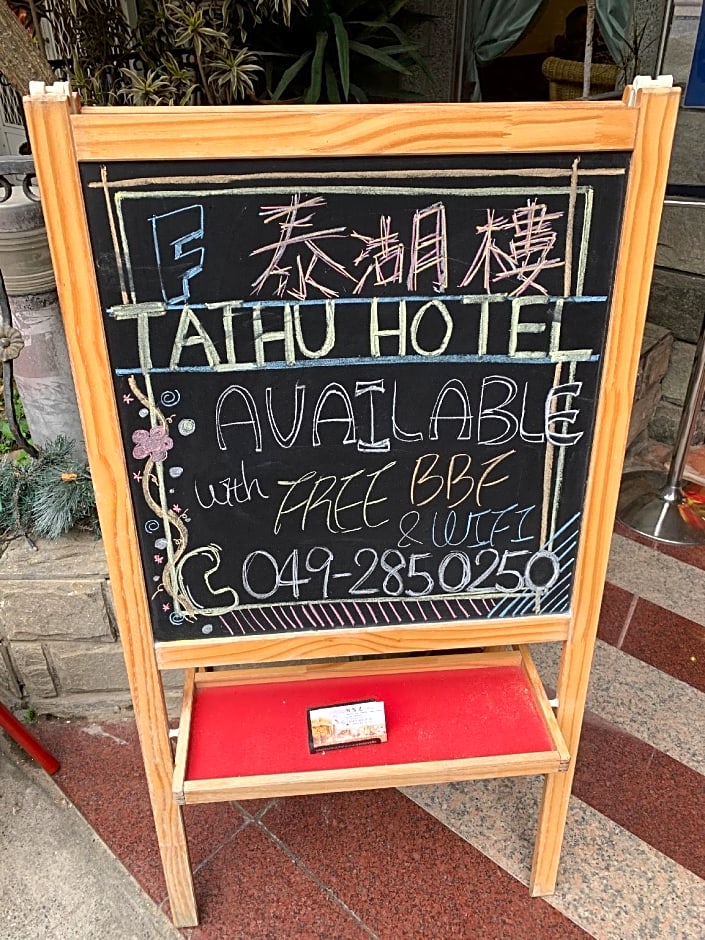 泰湖樓
TAIHU HOTEL
AVAILABLE
with FREE BBF
& WIFI
049-2850250